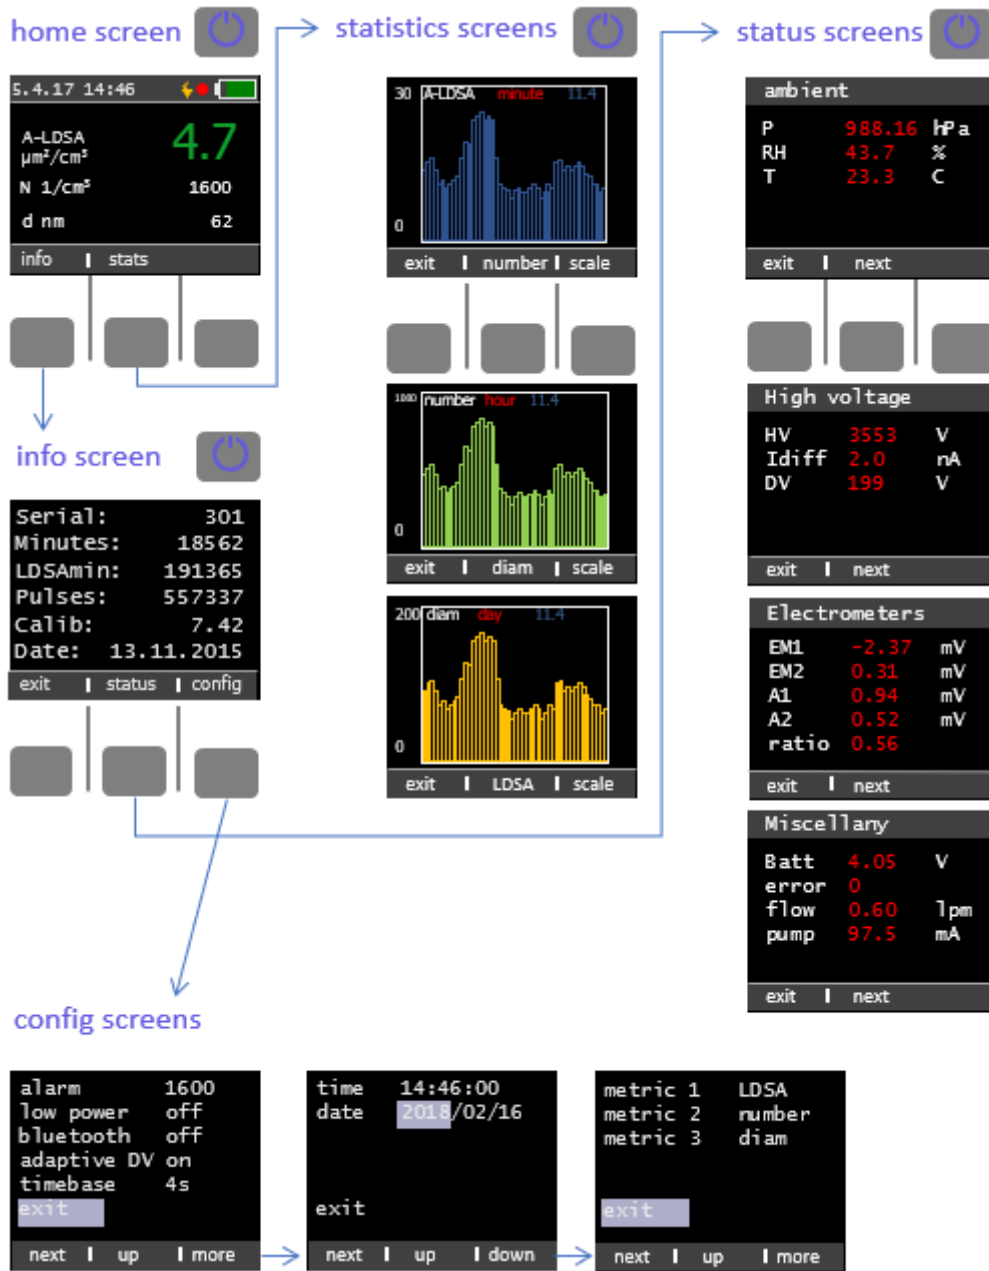 home screen
5.4.17 14:46
A-LDSA 4.7
µm²/cm³
N 1/cm³ 1600
d nm 62
info stats
info screen
Serial: 301
Minutes: 18562
LDSAmin: 191365
Pulses: 557337
Calib: 7.42
Date: 13.11.2015
exit status config
statistics screens
30 A-LDSA minute 11.4
0
exit number scale
1000 number hour 11.4
0
exit diam scale
200 diam day 11.4
0
exit LDSA scale
status screens
ambient
P 988.16 hPa
RH 43.7 %
T 23.3 C
exit next
High voltage
HV 3553 V
Idiff 2.0 nA
DV 199 V
exit next
Electrometers
EM1 -2.37 mV
EM2 0.31 mV
A1 0.94 mV
A2 0.52 mV
ratio 0.56
exit next
Miscellany
Batt 4.05 V
error 0
flow 0.60 lpm
pump 97.5 mA
exit next
config screens
alarm 1600
low power off
bluetooth off
adaptive DV on
timebase 4s
exit
next up more
time 14:46:00
date 2018/02/16
exit
next up down
metric 1 LDSA
metric 2 number
metric 3 diam
exit
next up more